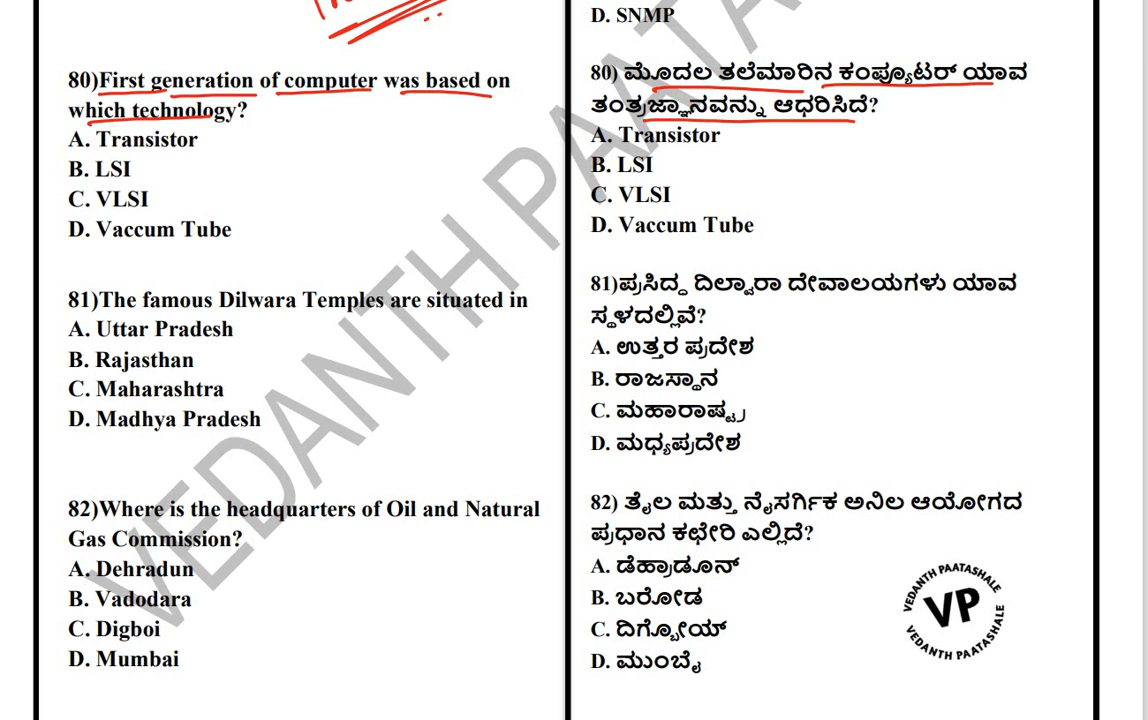 80)First generation of computer was based on
which technology?
A. Transistor
B. LSI
C. VLSI
D. Vaccum Tube
81)The famous Dilwara Temples are situated in
A. Uttar Pradesh
B. Rajasthan
C. Maharashtra
D. Madhya Pradesh
82)Where is the headquarters of Oil and Natural
Gas Commission?
A. Dehradun
B. Vadodara
C. Digboi
D. Mumbai
D. SNMP
80) ಮೊದಲ ತಲೆಮಾರಿನ ಕಂಪ್ಯೂಟರ್ ಯಾವ
ತಂತ್ರಜ್ಞಾನವನ್ನು ಆಧರಿಸಿದೆ?
A. Transistor
B. LSI
C. VLSI
D. Vaccum Tube
81)ಪ್ರಸಿದ್ಧ ದಿಲ್ವಾರಾ ದೇವಾಲಯಗಳು ಯಾವ
ಸ್ಥಳದಲ್ಲಿವೆ?
A. ಉತ್ತರ ಪ್ರದೇಶ
B. ರಾಜಸ್ಥಾನ
C. ಮಹಾರಾಷ್ಟ್ರ
D. ಮಧ್ಯಪ್ರದೇಶ
82) ತೈಲ ಮತ್ತು ನೈಸರ್ಗಿಕ ಅನಿಲ ಆಯೋಗದ
ಪ್ರಧಾನ ಕಛೇರಿ ಎಲ್ಲಿದೆ?
A. ಡೆಹ್ರಾಡೂನ್
B. ಬರೋಡ
C. ದಿಗ್ಬೋಯ್
D. ಮುಂಬೈ
VEDANTH PAATA
VEDANTH PAATASHALE
VP
VEDANTH PAATASHALE